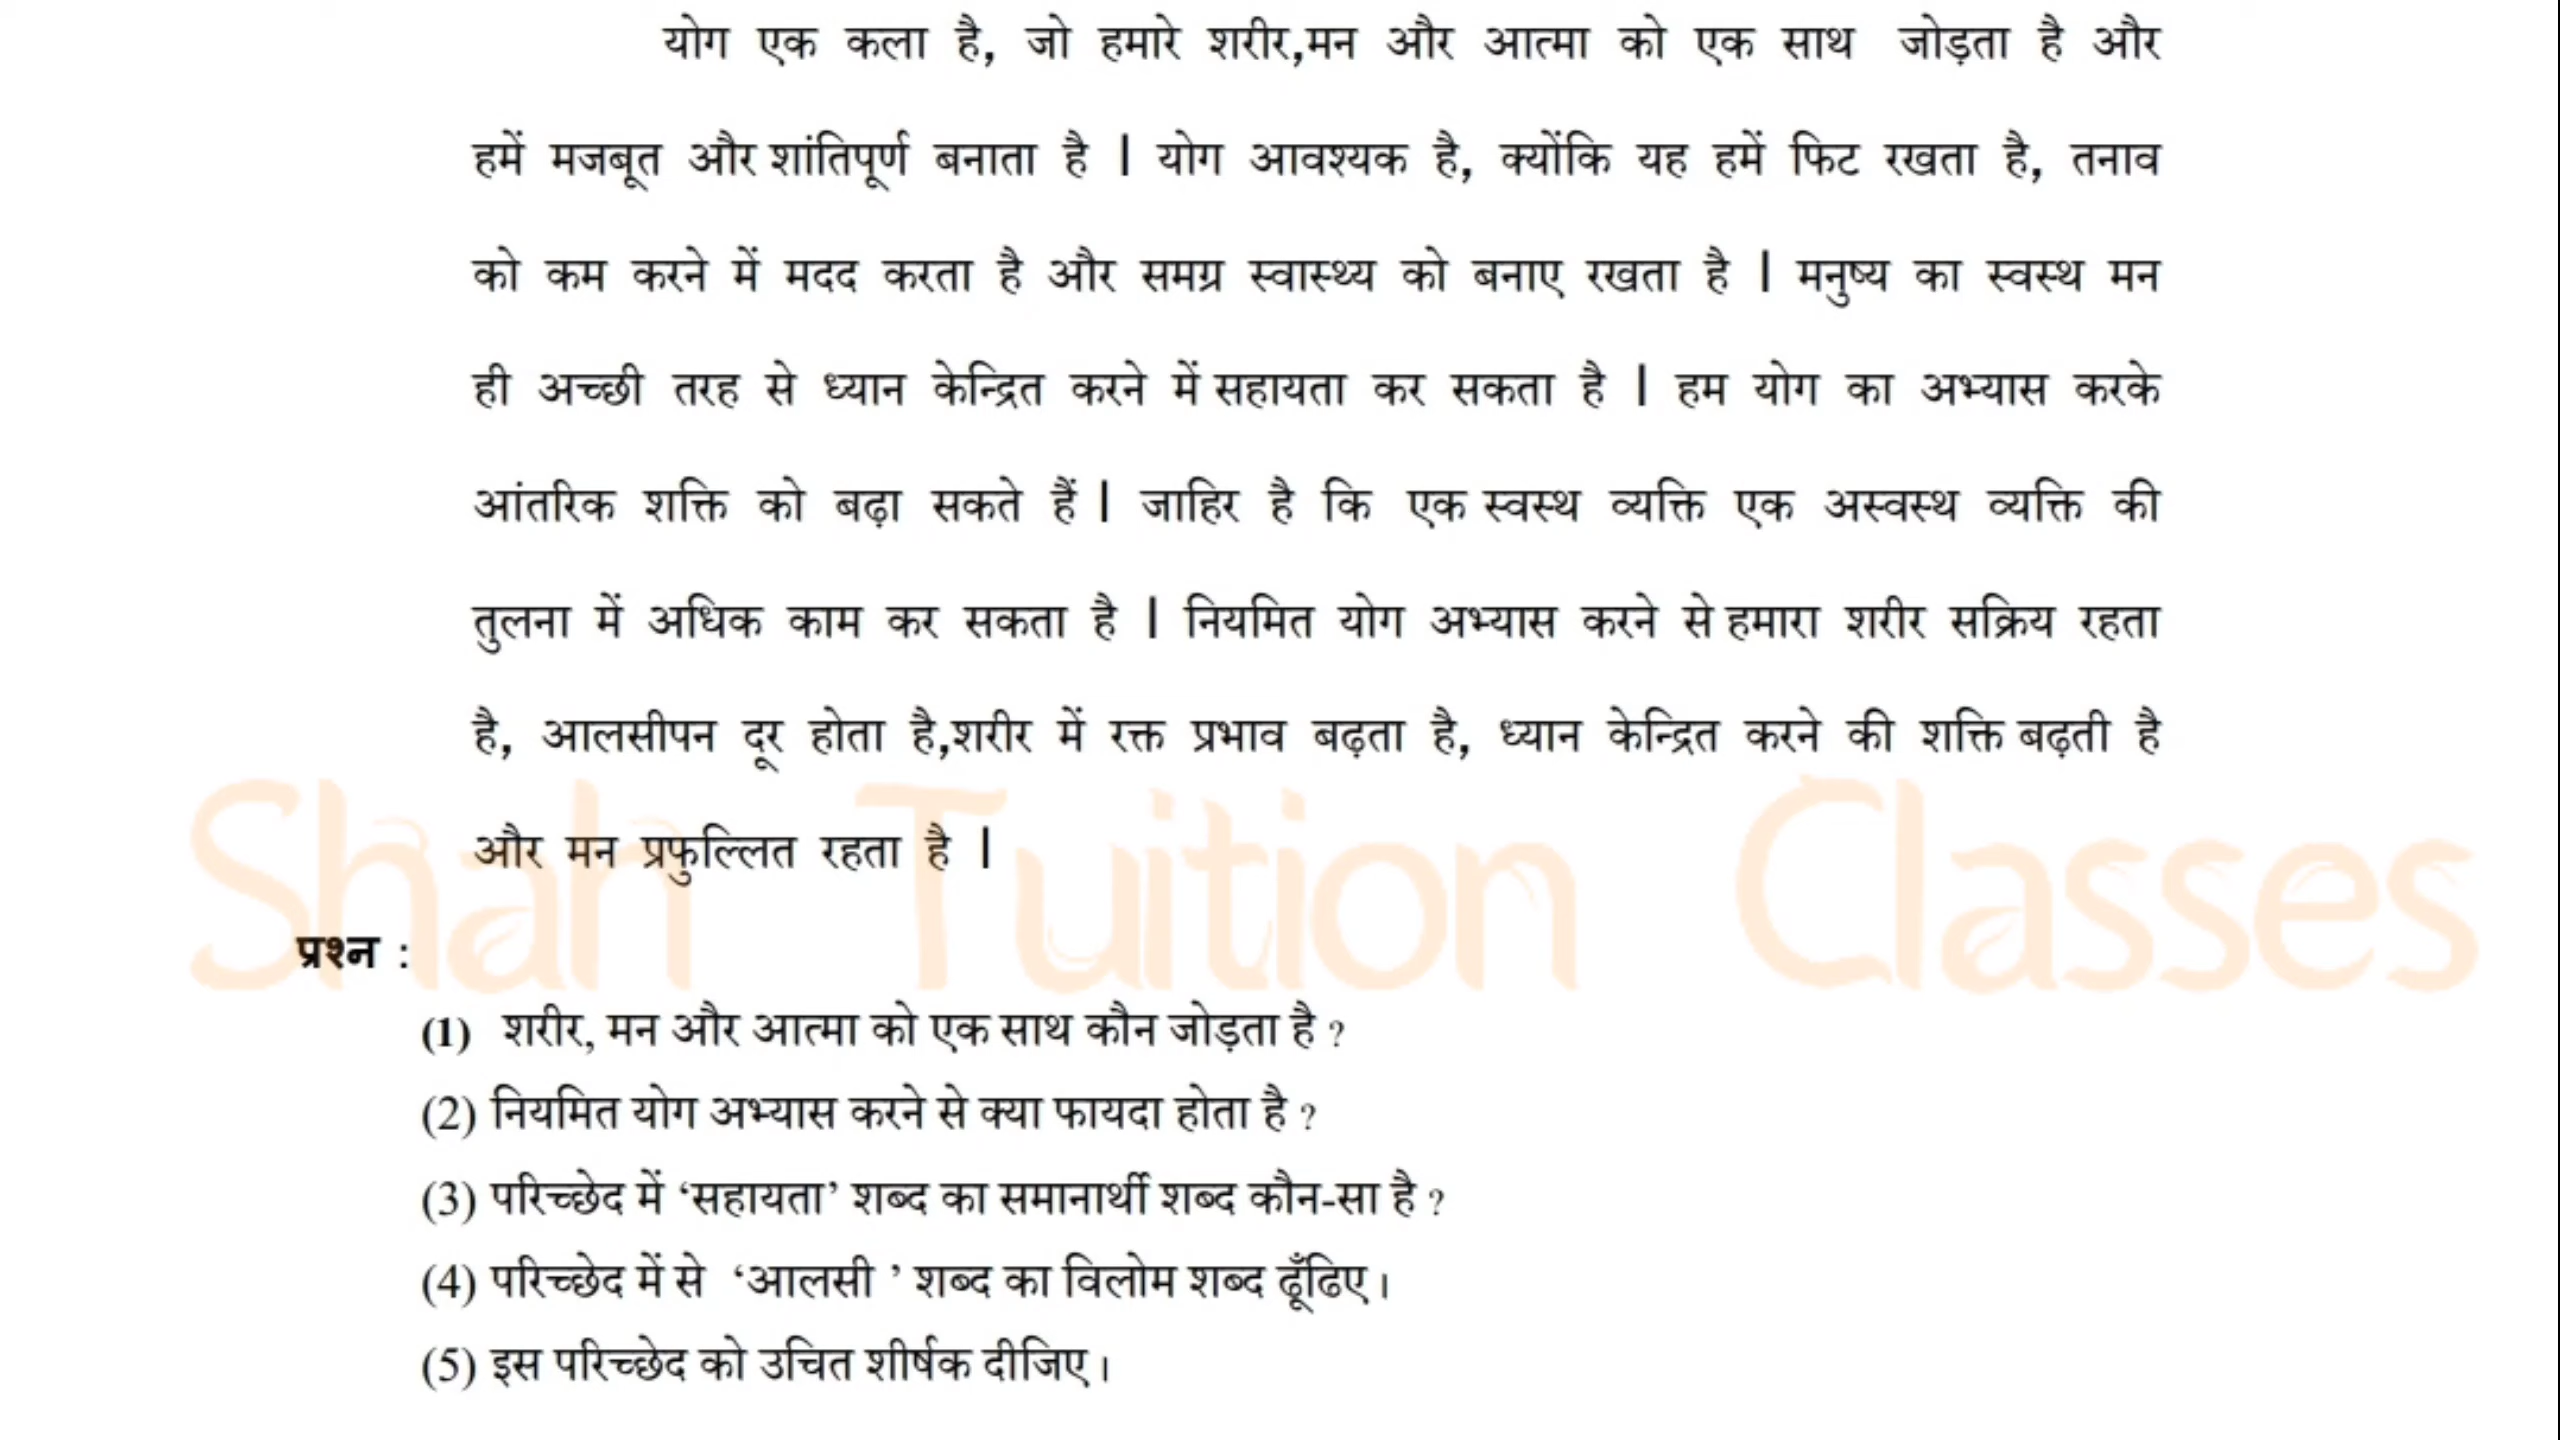 योग एक कला है, जो हमारे शरीर,मन और आत्मा को एक साथ जोड़ता है और
हमें मजबूत और शांतिपूर्ण बनाता है | योग आवश्यक है, क्योंकि यह हमें फिट रखता है, तनाव
को कम करने में मदद करता है और समग्र स्वास्थ्य को बनाए रखता है | मनुष्य का स्वस्थ मन
ही अच्छी तरह से ध्यान केन्द्रित करने में सहायता कर सकता है | हम योग का अभ्यास करके
आंतरिक शक्ति को बढ़ा सकते हैं | जाहिर है कि एक स्वस्थ व्यक्ति एक अस्वस्थ व्यक्ति की
तुलना में अधिक काम कर सकता है | नियमित योग अभ्यास करने से हमारा शरीर सक्रिय रहता
है, आलसीपन दूर होता है,शरीर में रक्त प्रभाव बढ़ता है, ध्यान केन्द्रित करने की शक्ति बढ़ती है
और मन प्रफुल्लित रहता है |
Shah Tuition Classes
प्रश्न :
(1) शरीर, मन और आत्मा को एक साथ कौन जोड़ता है ?
(2) नियमित योग अभ्यास करने से क्या फायदा होता है ?
(3) परिच्छेद में ‘सहायता’ शब्द का समानार्थी शब्द कौन-सा है ?
(4) परिच्छेद में से ‘आलसी ’ शब्द का विलोम शब्द ढूँढिए।
(5) इस परिच्छेद को उचित शीर्षक दीजिए।